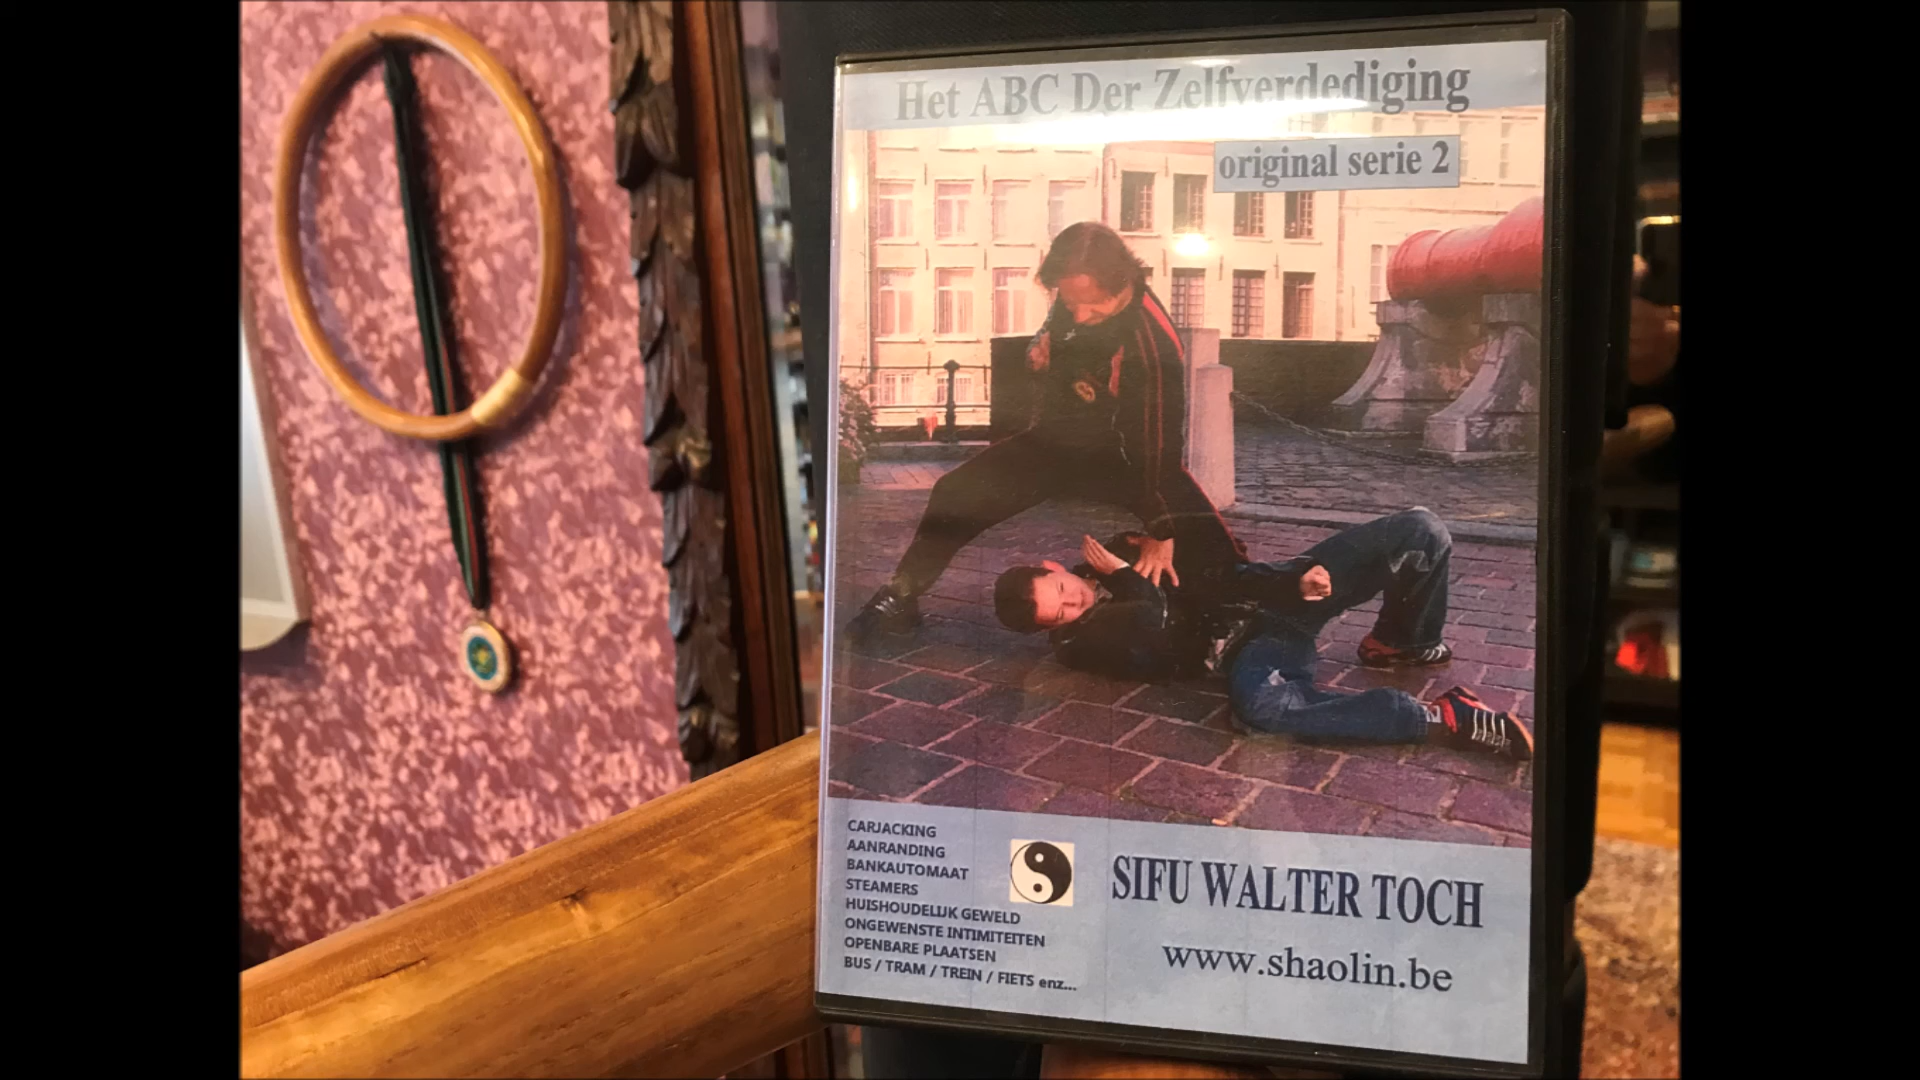 Het ABC Der Zelfverdediging
original serie 2
CARJACKING
AANRANDING
BANKAUTOMAAT
STEAMERS
HUISHOUDELIJK GEWELD
ONGEWENSTE INTIMITEITEN
OPENBARE PLAATSEN
BUS / TRAM / TREIN / FIETS enz...
SIFU WALTER TOCH
www.shaolin.be